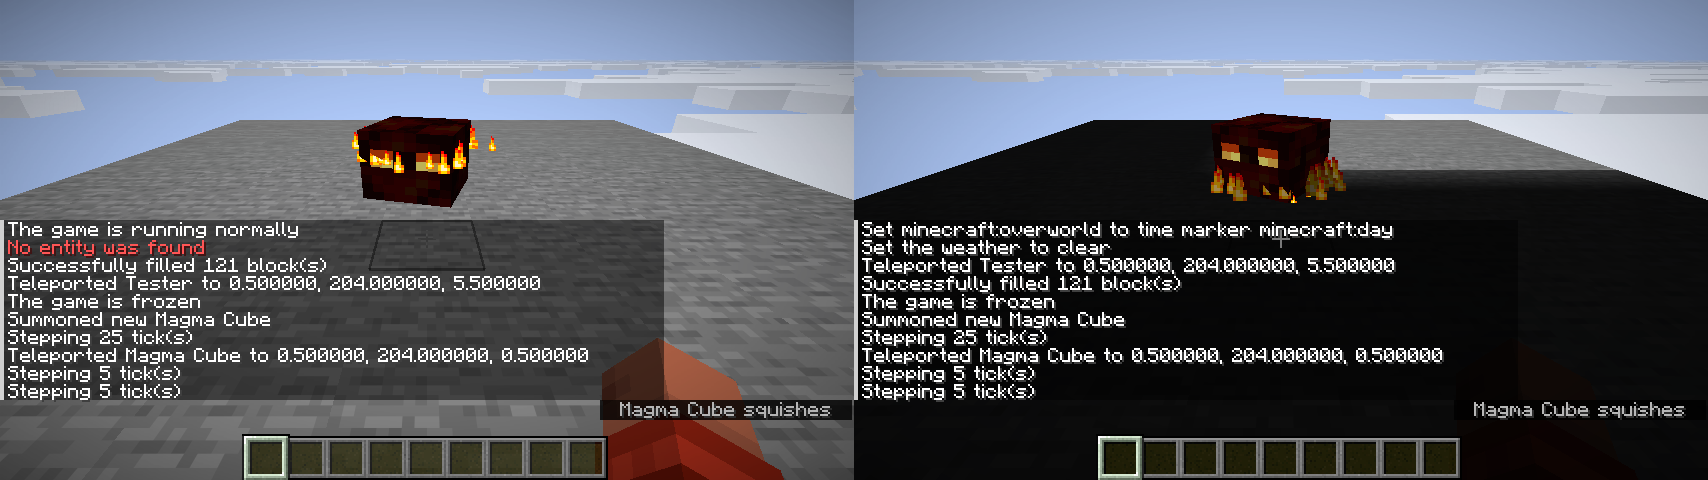 The game is running normally
No entity was found
Successfully filled 121 block(s)
Teleported Tester to 0.500000, 204.000000, 5.500000
The game is frozen
Summoned new Magma Cube
Stepping 25 tick(s)
Teleported Magma Cube to 0.500000, 204.000000, 0.500000
Stepping 5 tick(s)
Stepping 5 tick(s)
Magma Cube squishes
Set minecraft:overworld to time marker minecraft:day
Set the weather to clear
Teleported Tester to 0.500000, 204.000000, 5.500000
Successfully filled 121 block(s)
The game is frozen
Summoned new Magma Cube
Stepping 25 tick(s)
Teleported Magma Cube to 0.500000, 204.000000, 0.500000
Stepping 5 tick(s)
Stepping 5 tick(s)
Magma Cube squishes